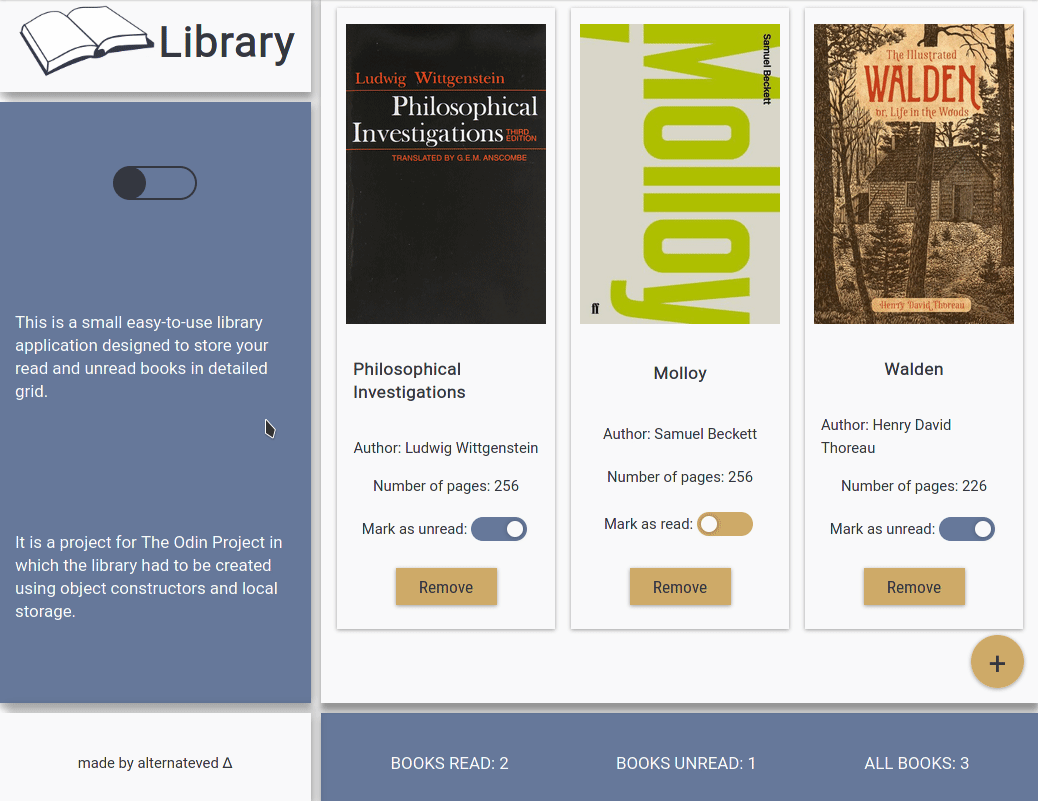 Library
This is a small easy-to-use library
application designed to store your
read and unread books in detailed
grid.
It is a project for The Odin Project in
which the library had to be created
using object constructors and local
storage.
made by alternateved Δ
Ludwig Wittgenstein
Philosophical
Investigations THIRD
EDITION
TRANSLATED BY G.E.M. ANSCOMBE
Philosophical
Investigations
Author: Ludwig Wittgenstein
Number of pages: 256
Mark as unread:
Remove
Samuel Beckett
Molloy
ff
Molloy
Author: Samuel Beckett
Number of pages: 256
Mark as read:
Remove
The Illustrated
WALDEN
or, Life in the Woods
Henry David Thoreau
Walden
Author: Henry David
Thoreau
Number of pages: 226
Mark as unread:
Remove
+
BOOKS READ: 2
BOOKS UNREAD: 1
ALL BOOKS: 3